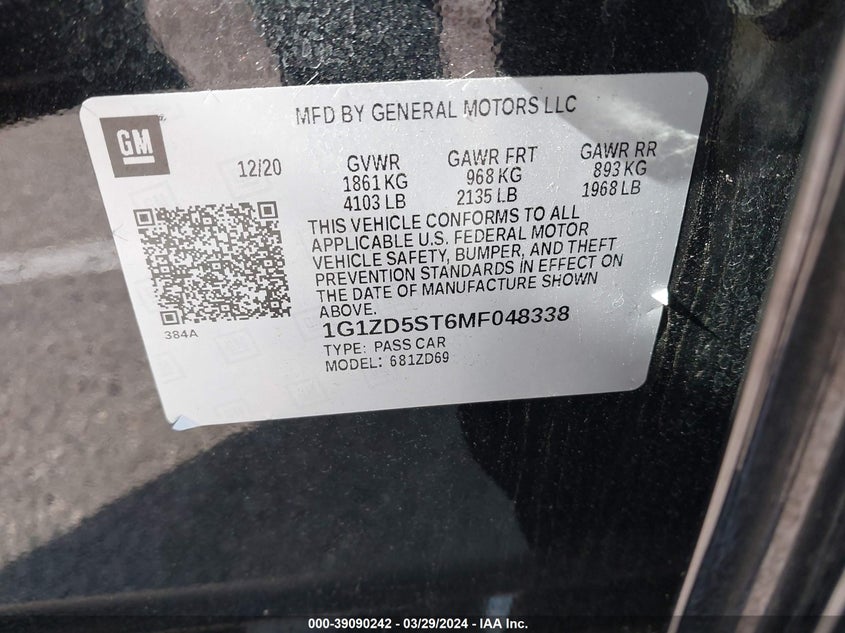 MFD BY GENERAL MOTORS LLC
GM
12/20 GVWR GAWR FRT GAWR RR
1861 KG 968 KG 893 KG
4103 LB 2135 LB 1968 LB
THIS VEHICLE CONFORMS TO ALL
APPLICABLE U.S. FEDERAL MOTOR
VEHICLE SAFETY, BUMPER, AND THEFT
PREVENTION STANDARDS IN EFFECT ON
THE DATE OF MANUFACTURE SHOWN
ABOVE.
384A
1G1ZD5ST6MF048338
TYPE: PASS CAR
MODEL: 681ZD69
000-39090242 - 03/29/2024 - IAA Inc.